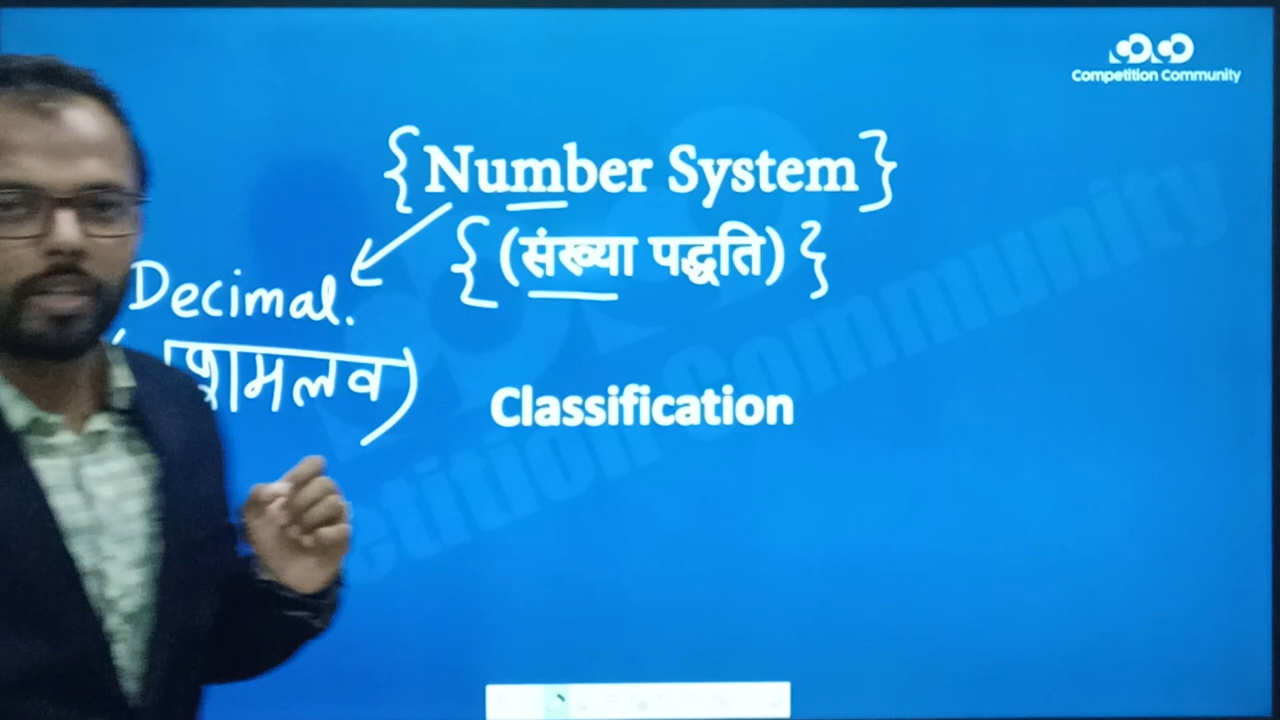 Competition Community
{Number System}
{(संख्या पद्धति)}
Decimal.
Classification